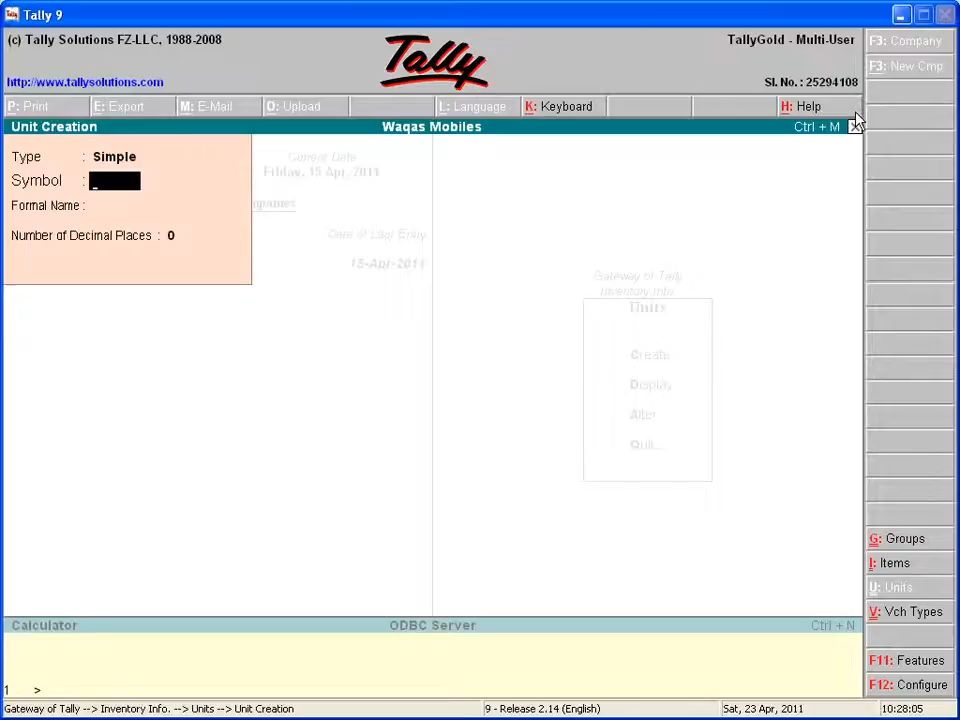 Tally 9
(c) Tally Solutions FZ-LLC, 1988-2008
Tally
TallyGold - Multi-User
F3: Company
http://www.tallysolutions.com
Sl. No. : 25294108
F3: New Cmp
P: Print
E: Export
M: E-Mail
O: Upload
L: Language
K: Keyboard
H: Help
Unit Creation
Waqas Mobiles
Ctrl + M
Type : Simple
Symbol :
Formal Name :
Number of Decimal Places : 0
Current Date
Friday, 15 Apr, 2011
Date of Last Entry
15-Apr-2011
Gateway of Tally
Inventory Info.
Units
Create
Display
Alter
Quit
G: Groups
I: Items
U: Units
V: Vch Types
F11: Features
F12: Configure
Calculator
ODBC Server
Ctrl + N
1 >
Gateway of Tally --> Inventory Info. --> Units --> Unit Creation
9 - Release 2.14 (English)
Sat, 23 Apr, 2011
10:28:05